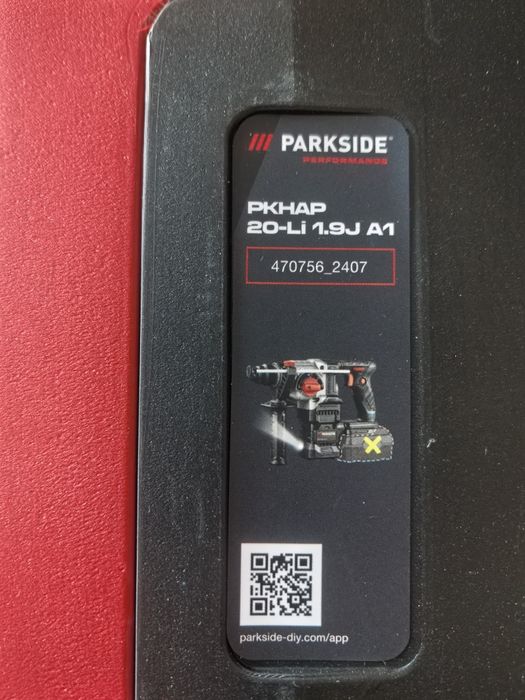 PARKSIDE
PERFORMANCE
PKHAP
20-Li 1.9J A1
470756_2407
parkside-diy.com/app